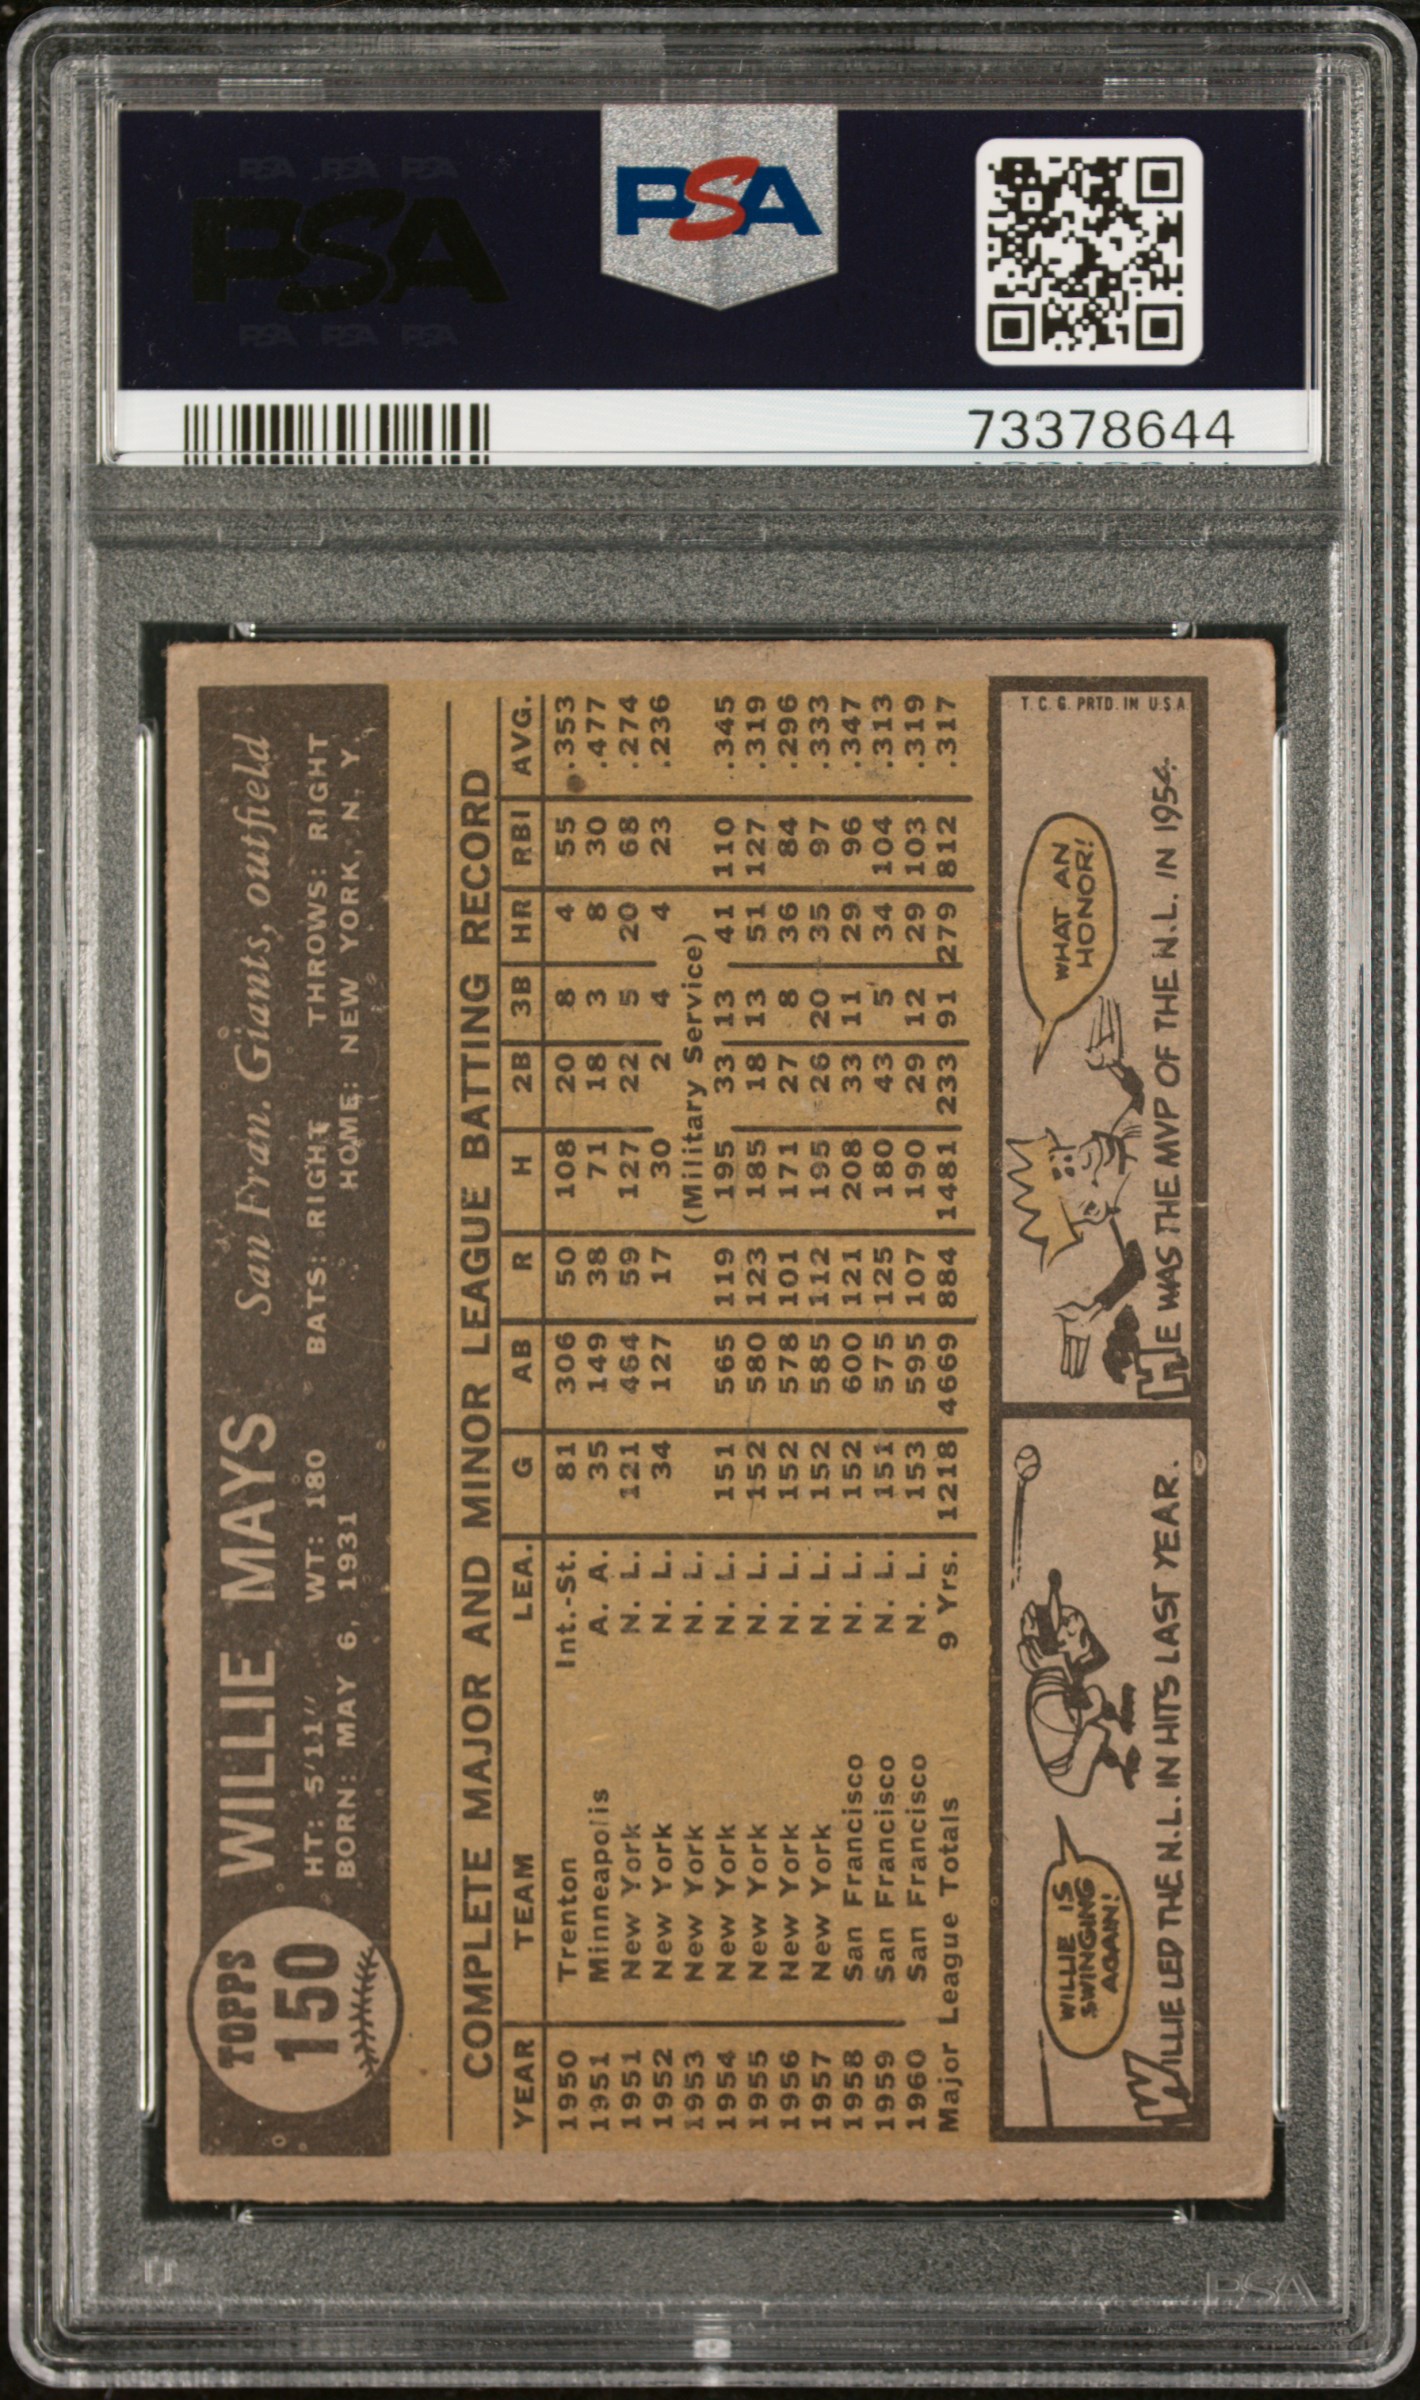 PSA PSA PSA
PSA
PSA PSA PSA
PSA
73378644
TOPPS
150
WILLIE MAYS San Fran. Giants, outfield
HT: 5'11" WT: 180 BATS: RIGHT THROWS: RIGHT
BORN: MAY 6, 1931 HOME: NEW YORK, N. Y.
COMPLETE MAJOR AND MINOR LEAGUE BATTING RECORD
YEAR TEAM LEA. G AB R H 2B 3B HR RBI AVG.
1950 Trenton Int.-St. 81 306 50 108 20 8 4 55 .353
1951 Minneapolis A. A. 35 149 38 71 18 3 8 30 .477
1951 New York N. L. 121 464 59 127 22 5 20 68 .274
1952 New York N. L. 34 127 17 30 2 4 4 23 .236
1953 New York N. L. (Military Service)
1954 New York N. L. 151 565 119 195 33 13 41 110 .345
1955 New York N. L. 152 580 123 185 18 13 51 127 .319
1956 New York N. L. 152 578 101 171 27 8 36 84 .296
1957 New York N. L. 152 585 112 195 26 20 35 97 .333
1958 San Francisco N. L. 152 600 121 208 33 11 29 96 .347
1959 San Francisco N. L. 151 575 125 180 43 5 34 104 .313
1960 San Francisco N. L. 153 595 107 190 29 12 29 103 .319
Major League Totals 9 Yrs. 1218 4669 884 1481 233 91 279 812 .317
WILLIE IS
SWINGING
AGAIN!
WILLIE LED THE N.L. IN HITS LAST YEAR.
WHAT AN
HONOR!
HE WAS THE MVP OF THE N.L. IN 1954.
T. C. G. PRTD. IN U S A
PSA